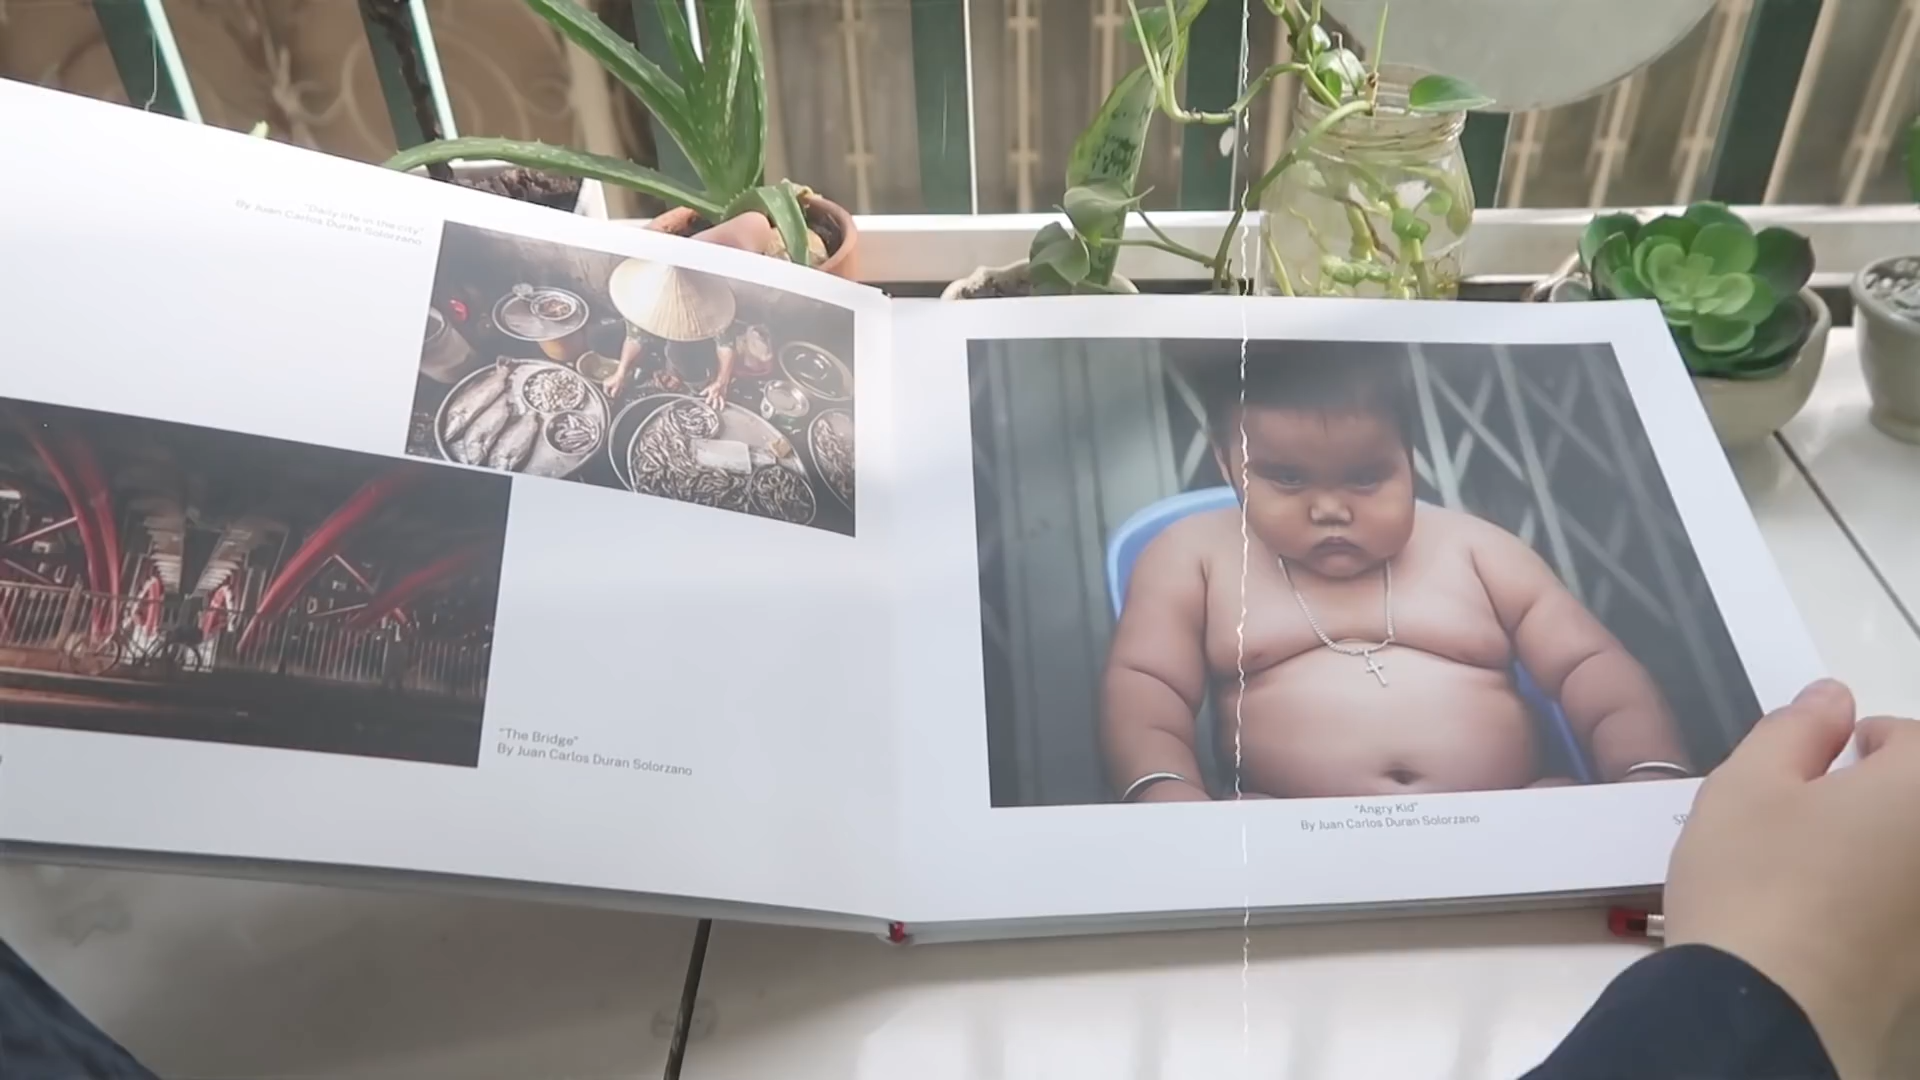 "Daily life in the city"
By Juan Carlos Duran Solorzano
"The Bridge"
By Juan Carlos Duran Solorzano
"Angry Kid"
By Juan Carlos Duran Solorzano